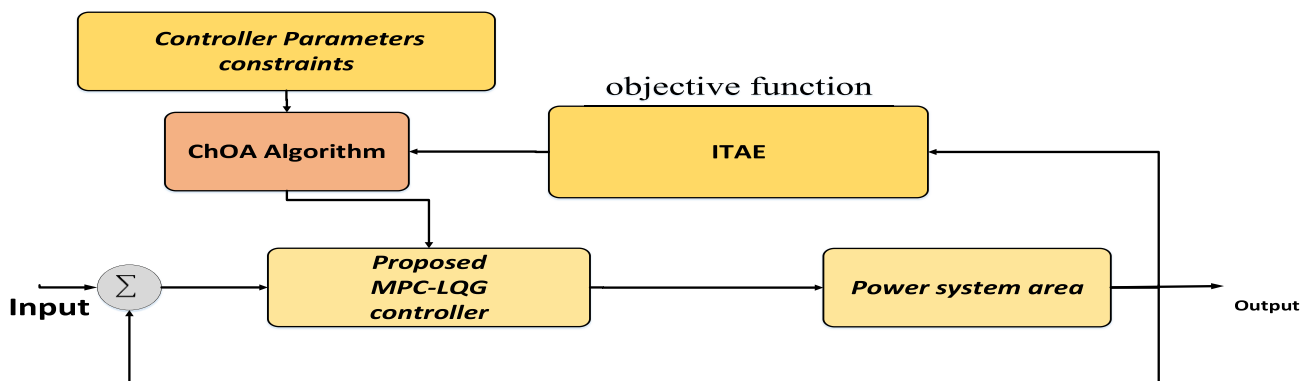 Controller Parameters
constraints
objective function
ChOA Algorithm
ITAE
Input
Σ
Proposed
MPC-LQG
controller
Power system area
Output